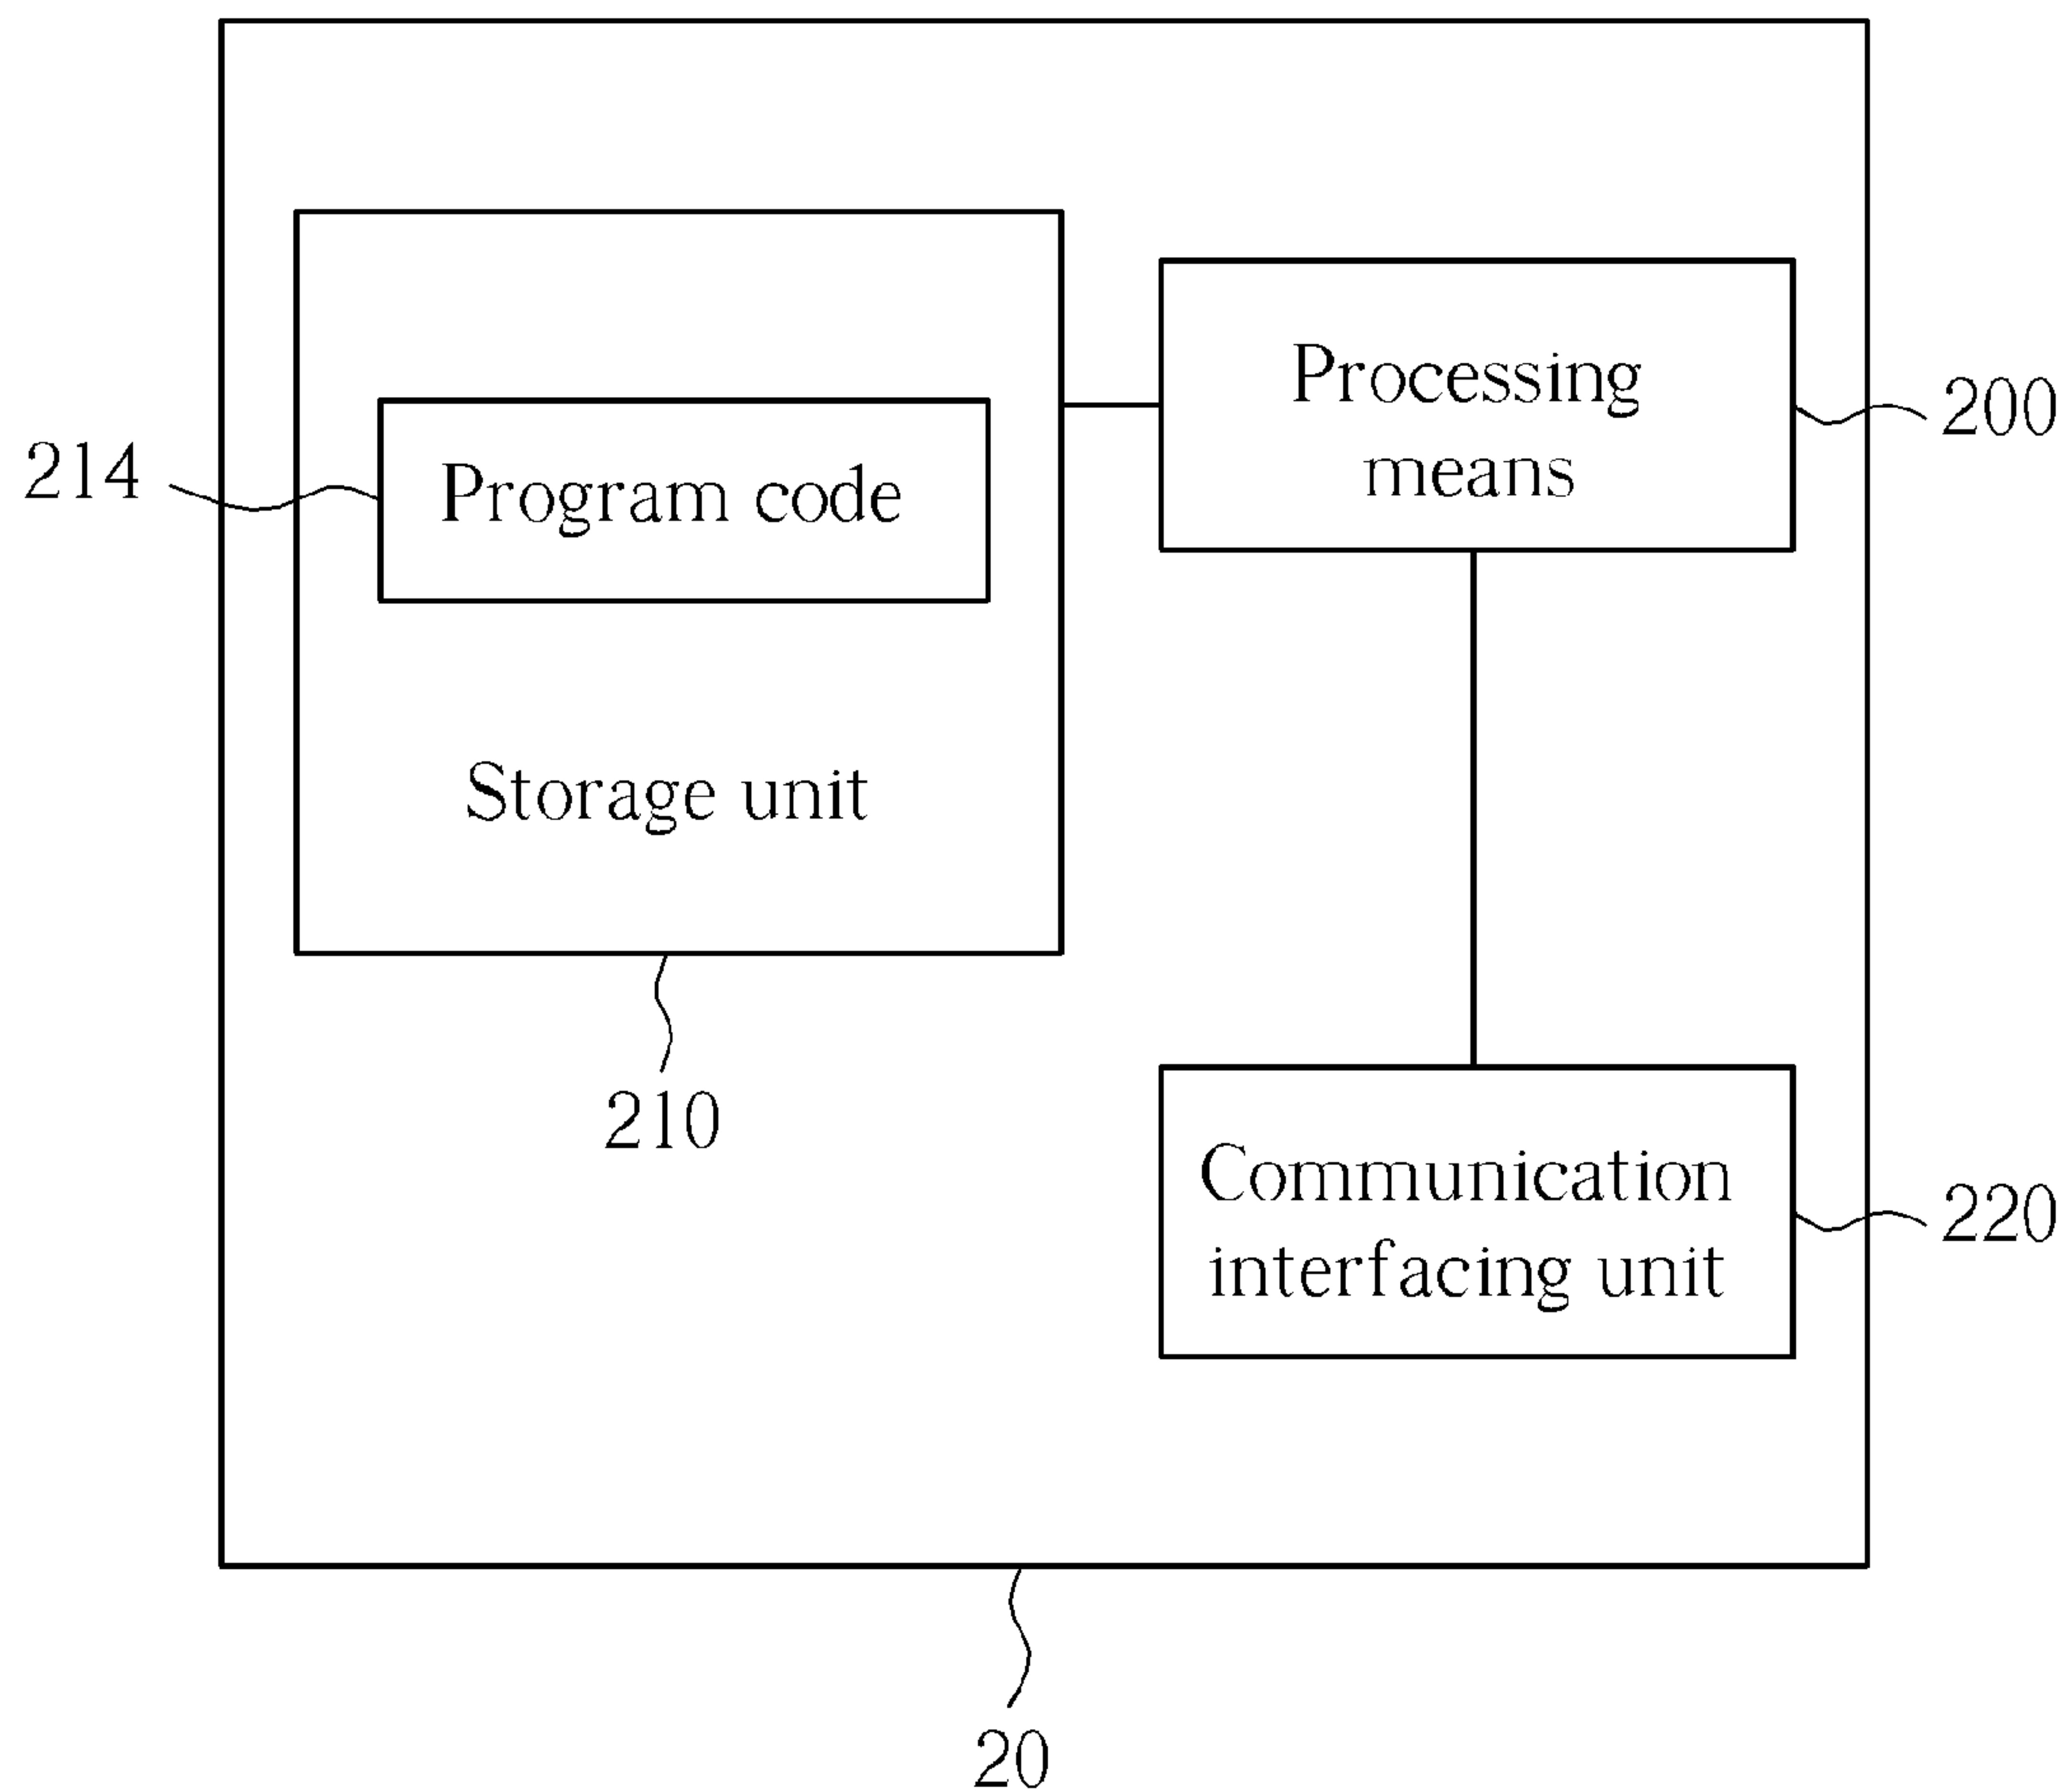 Processing
means
200
214
Program code
Storage unit
210
Communication
interfacing unit
220
20